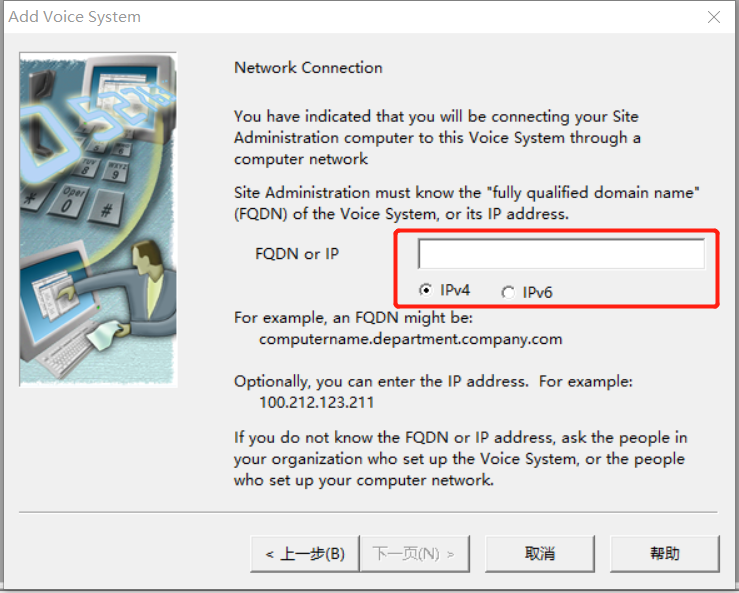 Add Voice System
Network Connection
You have indicated that you will be connecting your Site
Administration computer to this Voice System through a
computer network
Site Administration must know the "fully qualified domain name"
(FQDN) of the Voice System, or its IP address.
FQDN or IP
IPv4 IPv6
For example, an FQDN might be:
computername.department.company.com
Optionally, you can enter the IP address. For example:
100.212.123.211
If you do not know the FQDN or IP address, ask the people in
your organization who set up the Voice System, or the people
who set up your computer network.
< 上一步(B) 下一页(N) > 取消 帮助